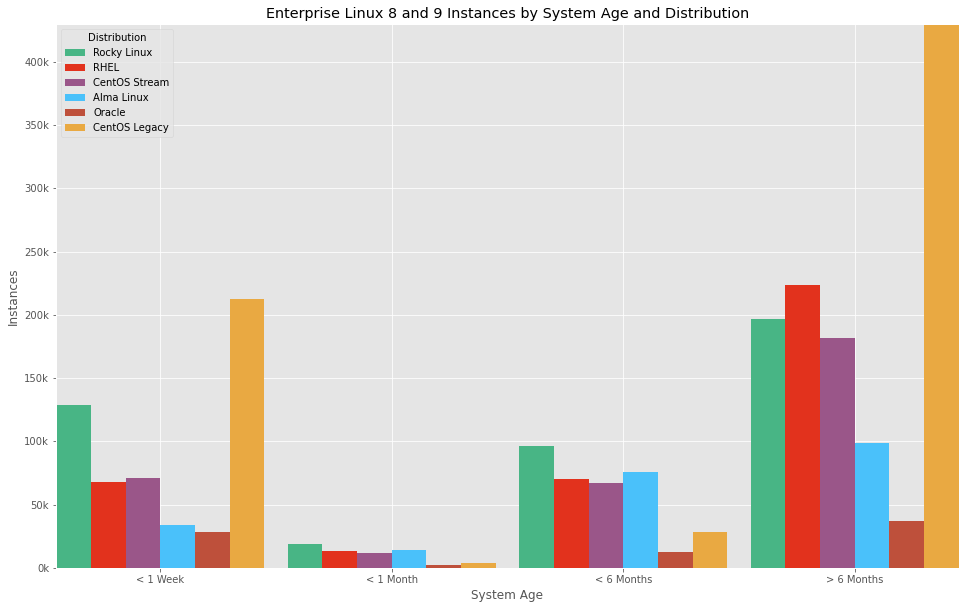 Enterprise Linux 8 and 9 Instances by System Age and Distribution
Distribution
Rocky Linux
RHEL
CentOS Stream
Alma Linux
Oracle
CentOS Legacy
400k
350k
300k
250k
200k
150k
100k
50k
0k
Instances
< 1 Week
< 1 Month
< 6 Months
> 6 Months
System Age